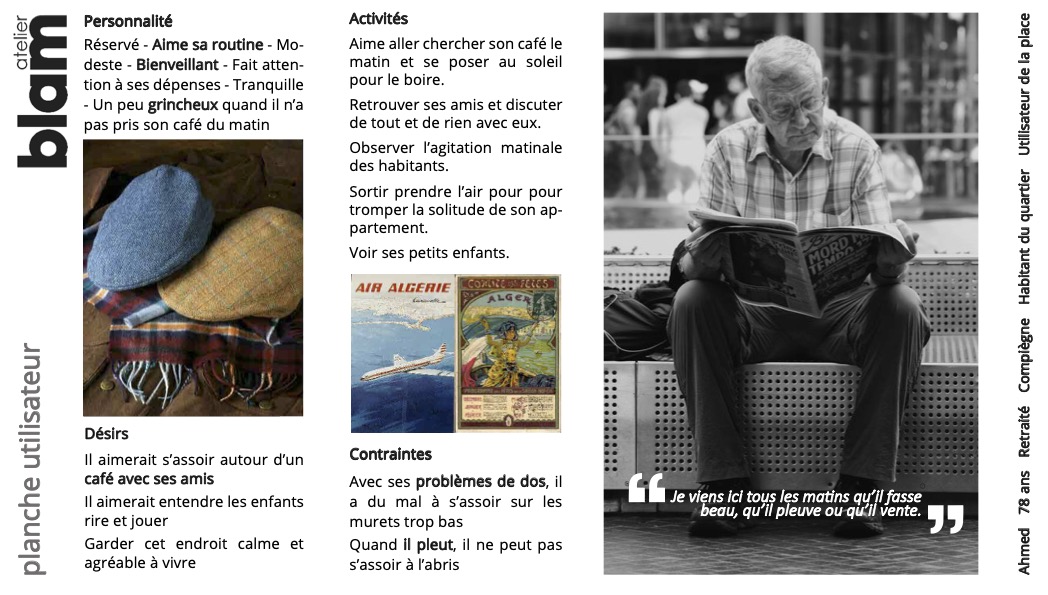 atelier
blam
planche utilisateur
Personnalité
Réservé - Aime sa routine - Mo-
deste - Bienveillant - Fait atten-
tion à ses dépenses - Tranquille
- Un peu grincheux quand il n’a
pas pris son café du matin
Désirs
Il aimerait s’assoir autour d’un
café avec ses amis
Il aimerait entendre les enfants
rire et jouer
Garder cet endroit calme et
agréable à vivre
Activités
Aime aller chercher son café le
matin et se poser au soleil
pour le boire.
Retrouver ses amis et discuter
de tout et de rien avec eux.
Observer l’agitation matinale
des habitants.
Sortir prendre l’air pour pour
tromper la solitude de son ap-
partement.
Voir ses petits enfants.
AIR ALGERIE
ALGER
Contraintes
Avec ses problèmes de dos, il
a du mal à s’assoir sur les
murets trop bas
Quand il pleut, il ne peut pas
s’assoir à l’abris
MORD
TEMPO
“ Je viens ici tous les matins qu’il fasse
beau, qu’il pleuve ou qu’il vente. ”
Ahmed 78 ans Retraité Compiègne Habitant du quartier Utilisateur de la place